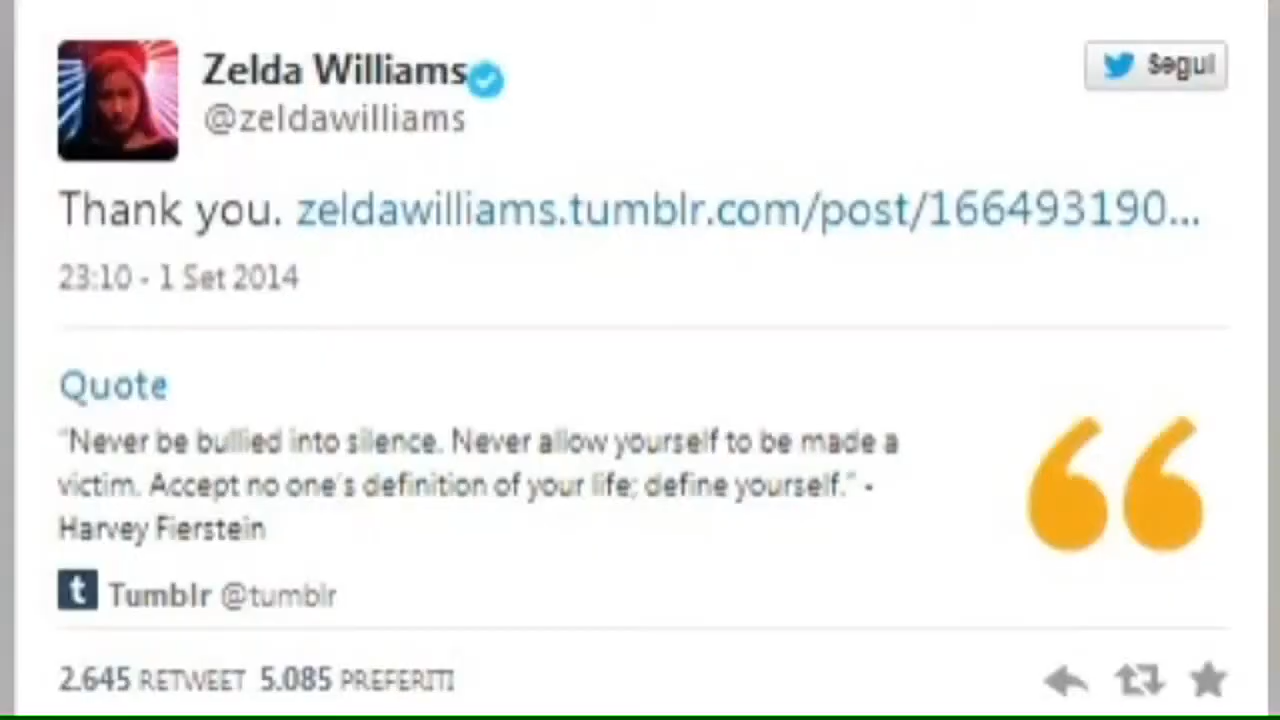 Zelda Williams
@zeldawilliams
Segui
Thank you. zeldawilliams.tumblr.com/post/166493190...
23:10 - 1 Set 2014
Quote
"Never be bullied into silence. Never allow yourself to be made a
victim. Accept no one's definition of your life; define yourself." -
Harvey Fierstein
t Tumblr @tumblr
2.645 RETWEET 5.085 PREFERITI